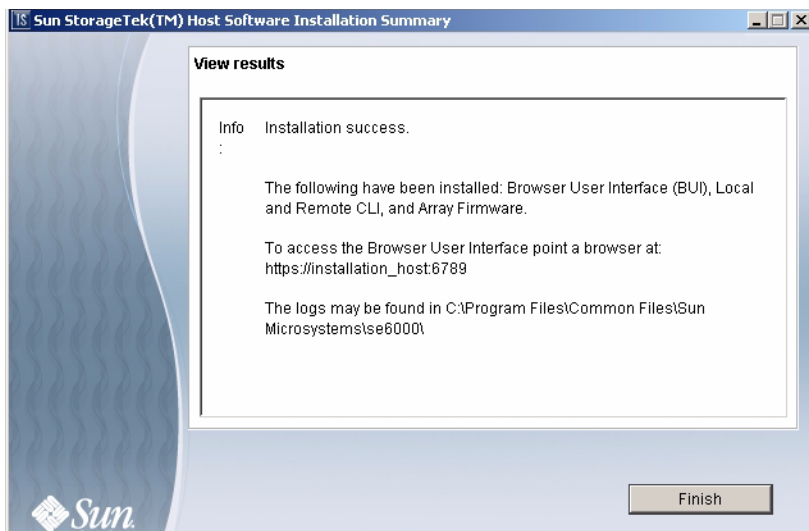 Sun StorageTek(TM) Host Software Installation Summary
View results
Info Installation success.
:
The following have been installed: Browser User Interface (BUI), Local
and Remote CLI, and Array Firmware.
To access the Browser User Interface point a browser at:
https://installation_host:6789
The logs may be found in C:\Program Files\Common Files\Sun
Microsystems\se6000\
Finish
Sun